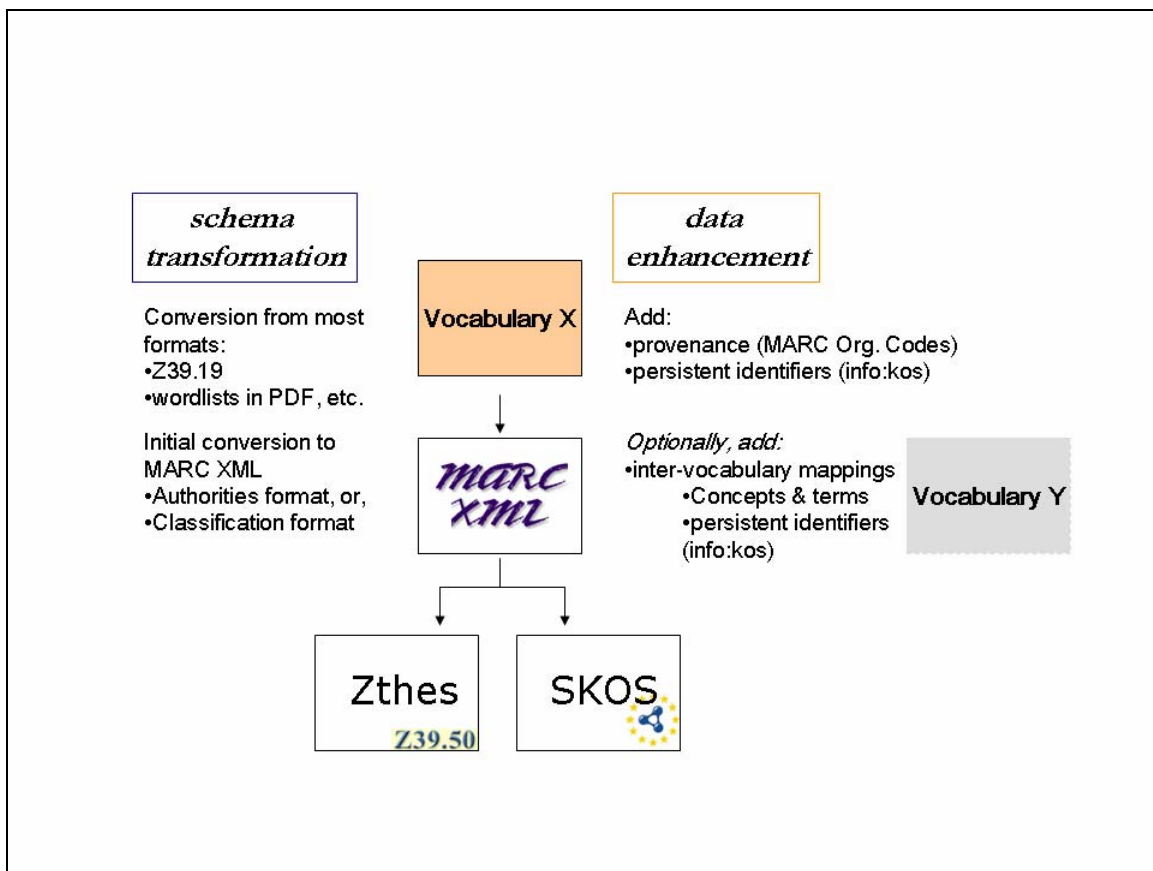 schema
transformation
Conversion from most
formats:
•Z39.19
•wordlists in PDF, etc.
Initial conversion to
MARC XML
•Authorities format, or,
•Classification format
Vocabulary X
MARC
XML
Zthes
Z39.50
SKOS
data
enhancement
Add:
•provenance (MARC Org. Codes)
•persistent identifiers (info:kos)
Optionally, add:
•inter-vocabulary mappings
•Concepts & terms
•persistent identifiers
(info:kos)
Vocabulary Y